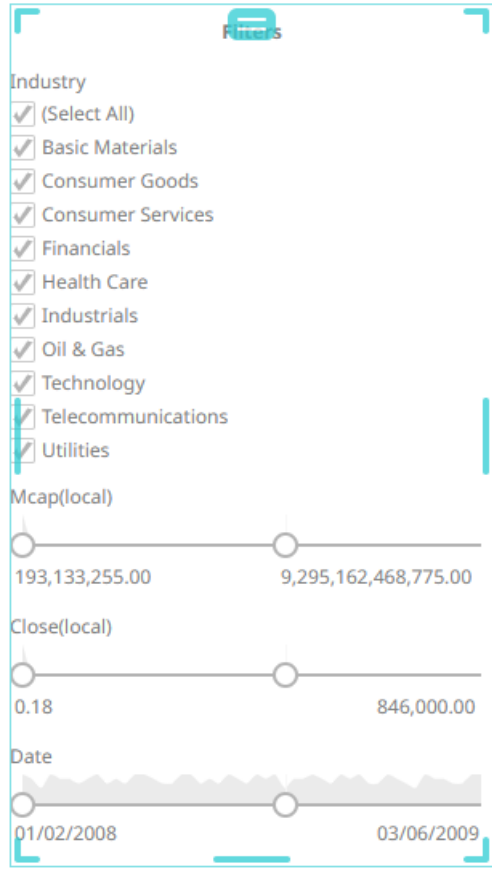 Filters
Industry
(Select All)
Basic Materials
Consumer Goods
Consumer Services
Financials
Health Care
Industrials
Oil & Gas
Technology
Telecommunications
Utilities
Mcap(local)
193,133,255.00 9,295,162,468,775.00
Close(local)
0.18 846,000.00
Date
01/02/2008 03/06/2009